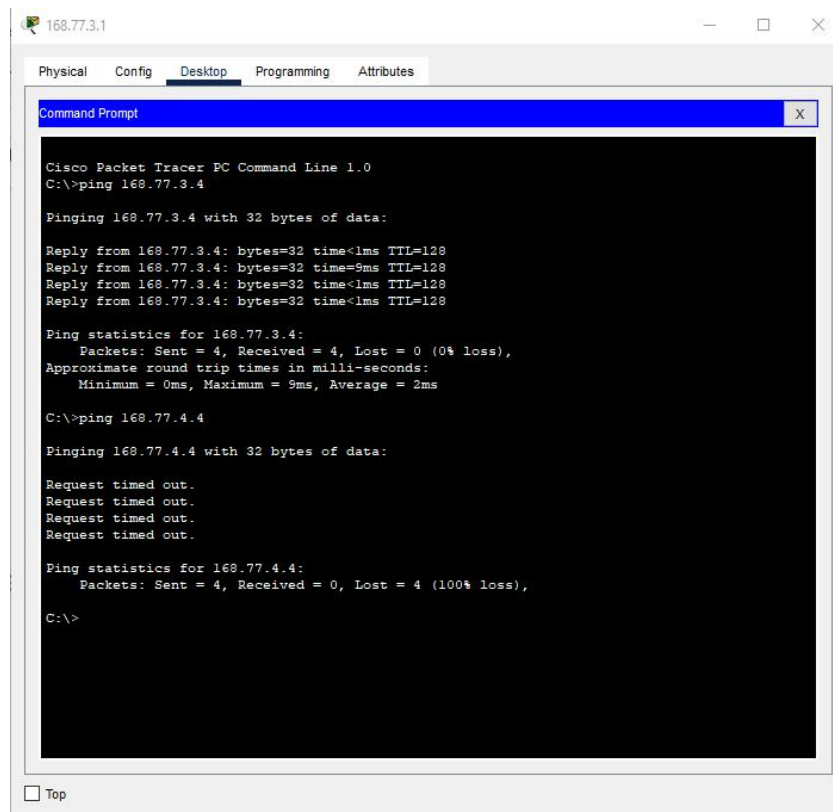 168.77.3.1
Physical Config Desktop Programming Attributes
Command Prompt
X
Cisco Packet Tracer PC Command Line 1.0
C:\>ping 168.77.3.4
Pinging 168.77.3.4 with 32 bytes of data:
Reply from 168.77.3.4: bytes=32 time<1ms TTL=128
Reply from 168.77.3.4: bytes=32 time=9ms TTL=128
Reply from 168.77.3.4: bytes=32 time<1ms TTL=128
Reply from 168.77.3.4: bytes=32 time<1ms TTL=128
Ping statistics for 168.77.3.4:
Packets: Sent = 4, Received = 4, Lost = 0 (0% loss),
Approximate round trip times in milli-seconds:
Minimum = 0ms, Maximum = 9ms, Average = 2ms
C:\>ping 168.77.4.4
Pinging 168.77.4.4 with 32 bytes of data:
Request timed out.
Request timed out.
Request timed out.
Request timed out.
Ping statistics for 168.77.4.4:
Packets: Sent = 4, Received = 0, Lost = 4 (100% loss),
C:\>
Top